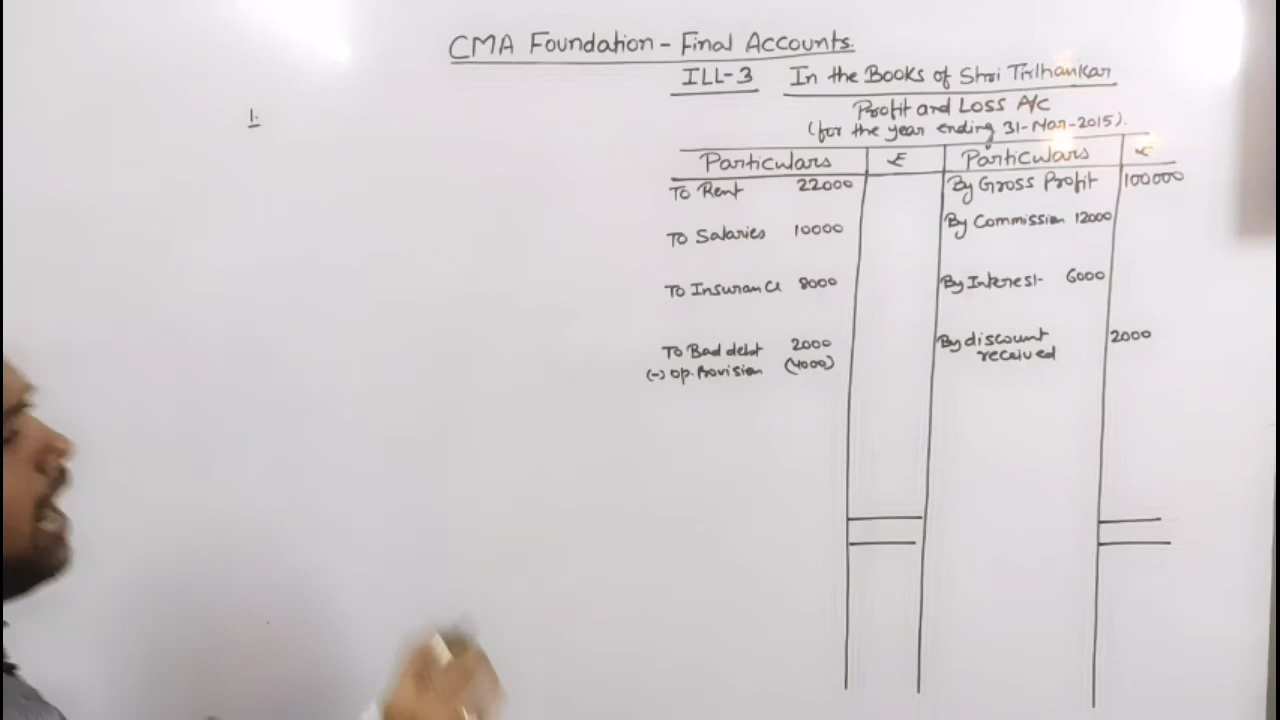 CMA Foundation - Final Accounts.
ILL-3 In the Books of Shri Tirthankar
Profit and Loss A/c
(for the year ending 31-Mar-2015).
Particulars ₹ Particulars ₹
1.
To Rent 22000 By Gross Profit 100000
To Salaries 10000 By Commission 12000
To Insurance 8000 By Interest 6000
To Bad debt 2000 By discount 2000
(-) Op. Provision (4000) received